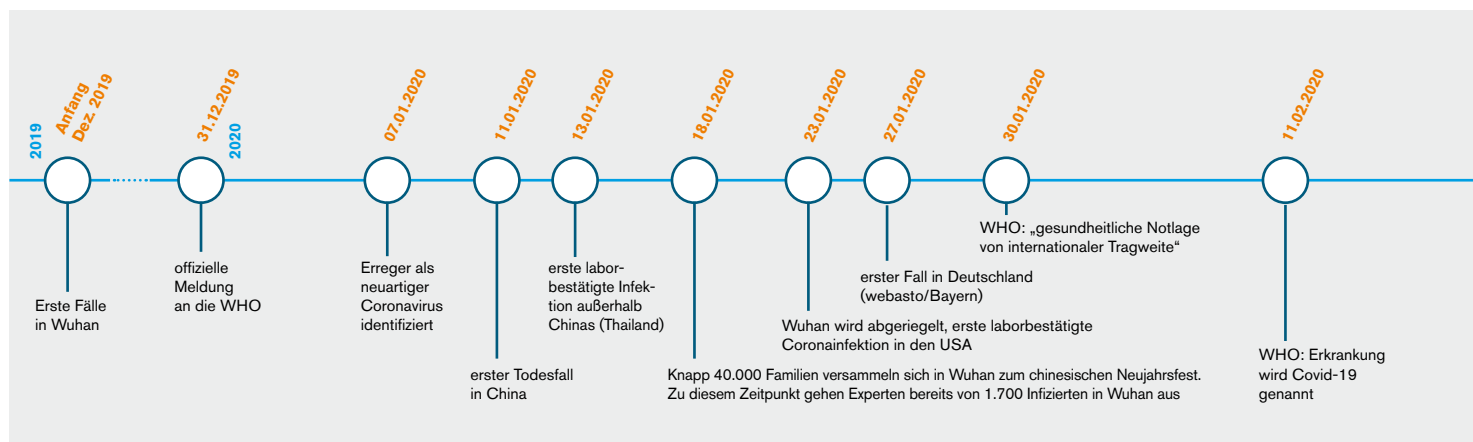 2019
Anfang
Dez. 2019
31.12.2019
2020
07.01.2020
11.01.2020
13.01.2020
18.01.2020
23.01.2020
27.01.2020
30.01.2020
11.02.2020
Erste Fälle
in Wuhan
offizielle
Meldung
an die WHO
Erreger als
neuartiger
Coronavirus
identifiziert
erster Todesfall
in China
erste labor-
bestätigte Infek-
tion außerhalb
Chinas (Thailand)
Knapp 40.000 Familien versammeln sich in Wuhan zum chinesischen Neujahrsfest.
Zu diesem Zeitpunkt gehen Experten bereits von 1.700 Infizierten in Wuhan aus
Wuhan wird abgeriegelt, erste laborbestätigte
Coronainfektion in den USA
erster Fall in Deutschland
(webasto/Bayern)
WHO: „gesundheitliche Notlage
von internationaler Tragweite“
WHO: Erkrankung
wird Covid-19
genannt